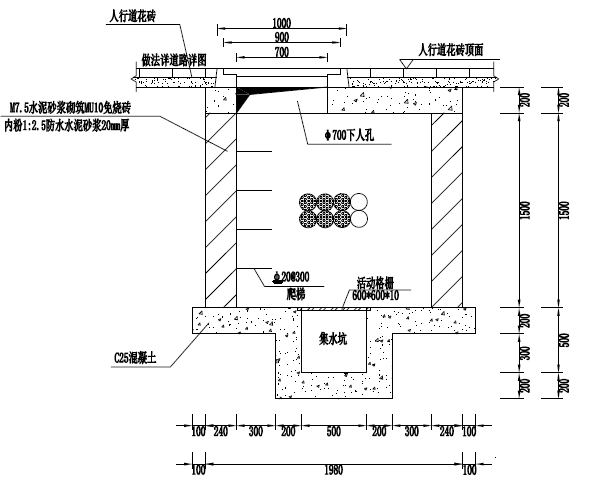 人行道花砖
1000
900
700
做法详道路详图
人行道花砖顶面
M7.5水泥砂浆砌筑MU10免烧砖
内粉1:2.5防水水泥砂浆20mm厚
ϕ700下人孔
200
200
1500
1500
⏀20@300
爬梯
活动格栅
600*600*10
集水坑
C25混凝土
200
300
500
200
200
100 240 300 200 500 200 300 240 100
100 1980 100